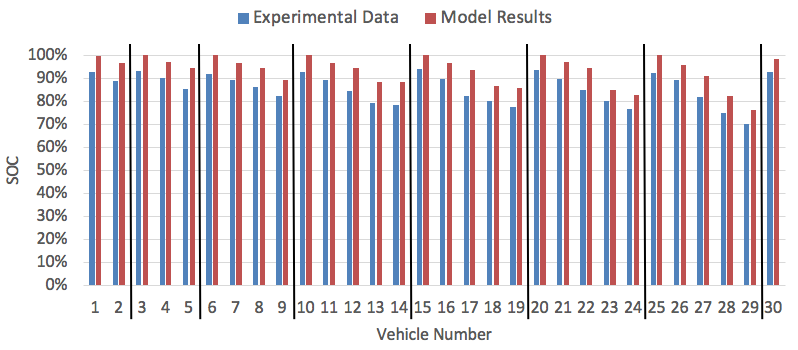 Experimental Data Model Results
100%
90%
80%
70%
60%
50%
40%
30%
20%
10%
0%
SOC
1 2 3 4 5 6 7 8 9 10 11 12 13 14 15 16 17 18 19 20 21 22 23 24 25 26 27 28 29 30
Vehicle Number